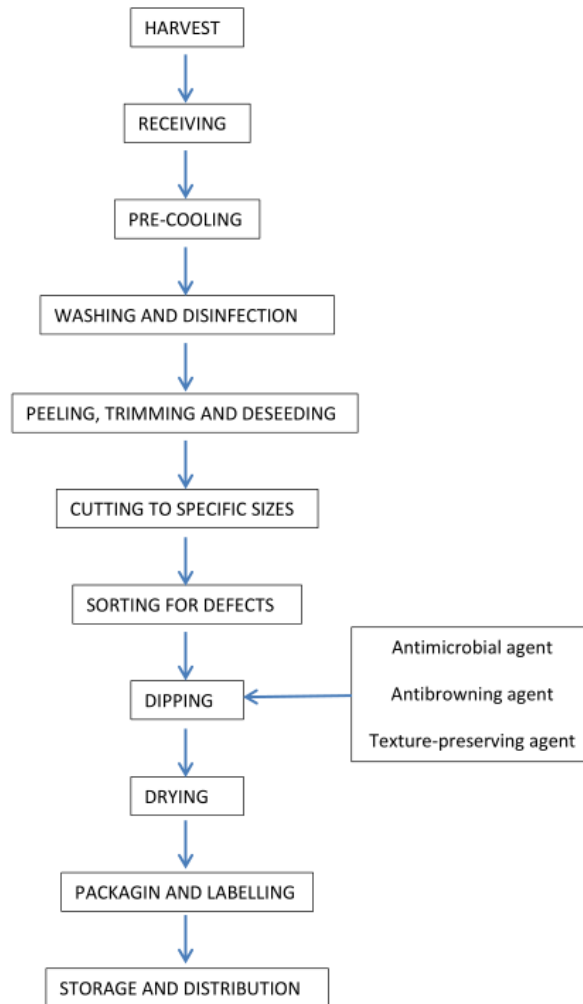 HARVEST
RECEIVING
PRE-COOLING
WASHING AND DISINFECTION
PEELING, TRIMMING AND DESEEDING
CUTTING TO SPECIFIC SIZES
SORTING FOR DEFECTS
Antimicrobial agent
DIPPING
Antibrowning agent
Texture-preserving agent
DRYING
PACKAGIN AND LABELLING
STORAGE AND DISTRIBUTION